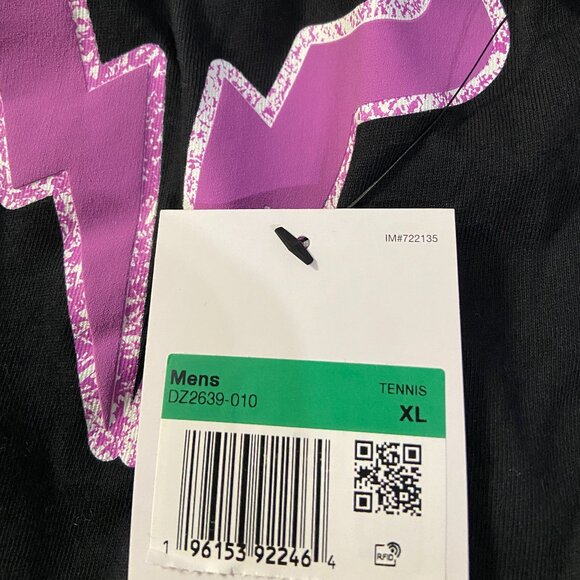 IM#722135
Mens
TENNIS
DZ2639-010
XL
1 96153 92246 4
RFID